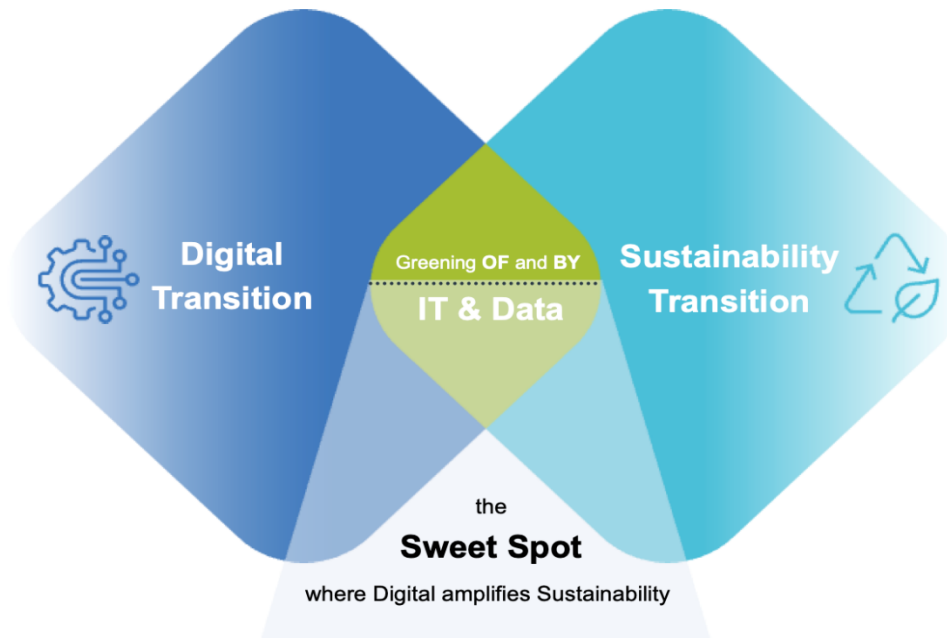 Digital
Transition
Greening OF and BY
IT & Data
Sustainability
Transition
the
Sweet Spot
where Digital amplifies Sustainability